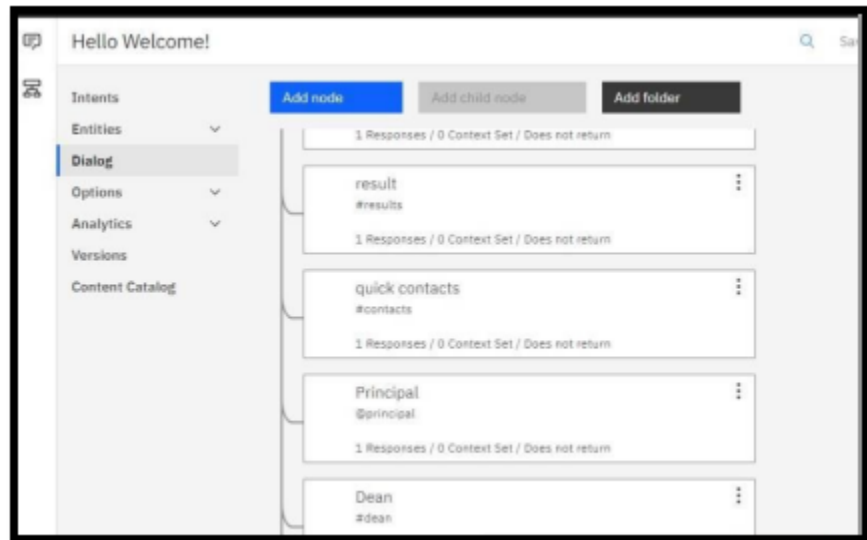 Hello Welcome!
Intents
Entities
Dialog
Options
Analytics
Versions
Content Catalog
Add node
Add child node
Add folder
1 Responses / 0 Context Set / Does not return
result
#results
1 Responses / 0 Context Set / Does not return
quick contacts
#contacts
1 Responses / 0 Context Set / Does not return
Principal
@principal
1 Responses / 0 Context Set / Does not return
Dean
#dean